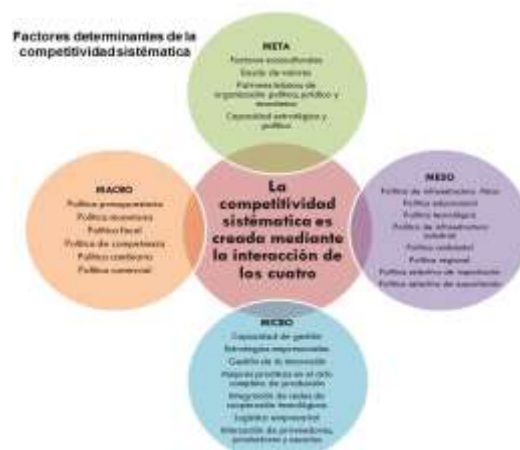 Factores determinantes de la
competitividad sistématica
META
Factores socioculturales
Escala de valores
Patrones básicos de
organización política, jurídica y
económica
Capacidad estratégica y
política
MACRO
Política presupuestaria
Política monetaria
Política fiscal
Política de competencia
Política cambiaria
Política comercial
La
competitividad
sistématica es
creada mediante
la interacción de
los cuatro
MESO
Política de infraestructura física
Política educacional
Política tecnológica
Política de infraestructura
industrial
Política ambiental
Política regional
Política selectiva de importación
Política selectiva de exportación
MICRO
Capacidad de gestión
Estrategias empresariales
Gestión de la innovación
Mejores prácticas en el ciclo
completo de producción
Integración de redes de
cooperación tecnológicas
Logística empresarial
Interacción de proveedores,
productores y usuarios